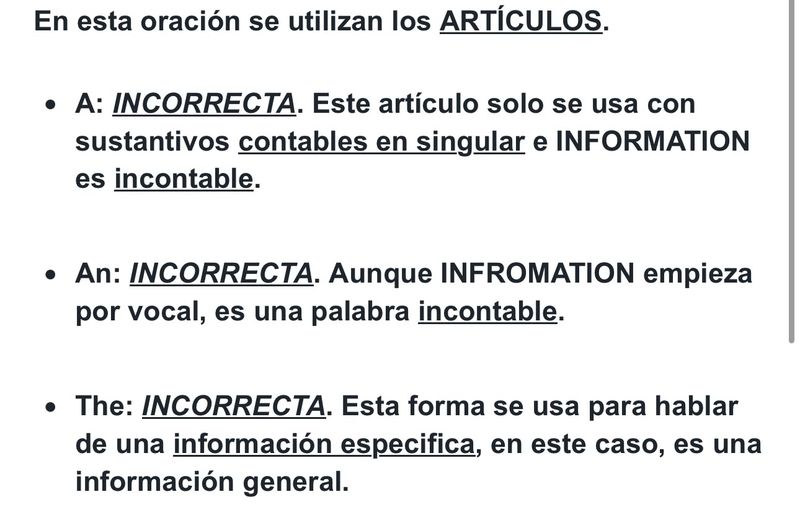 En esta oración se utilizan los ARTÍCULOS.
• A: INCORRECTA. Este artículo solo se usa con
sustantivos contables en singular e INFORMATION
es incontable.
• An: INCORRECTA. Aunque INFROMATION empieza
por vocal, es una palabra incontable.
• The: INCORRECTA. Esta forma se usa para hablar
de una información especifica, en este caso, es una
información general.